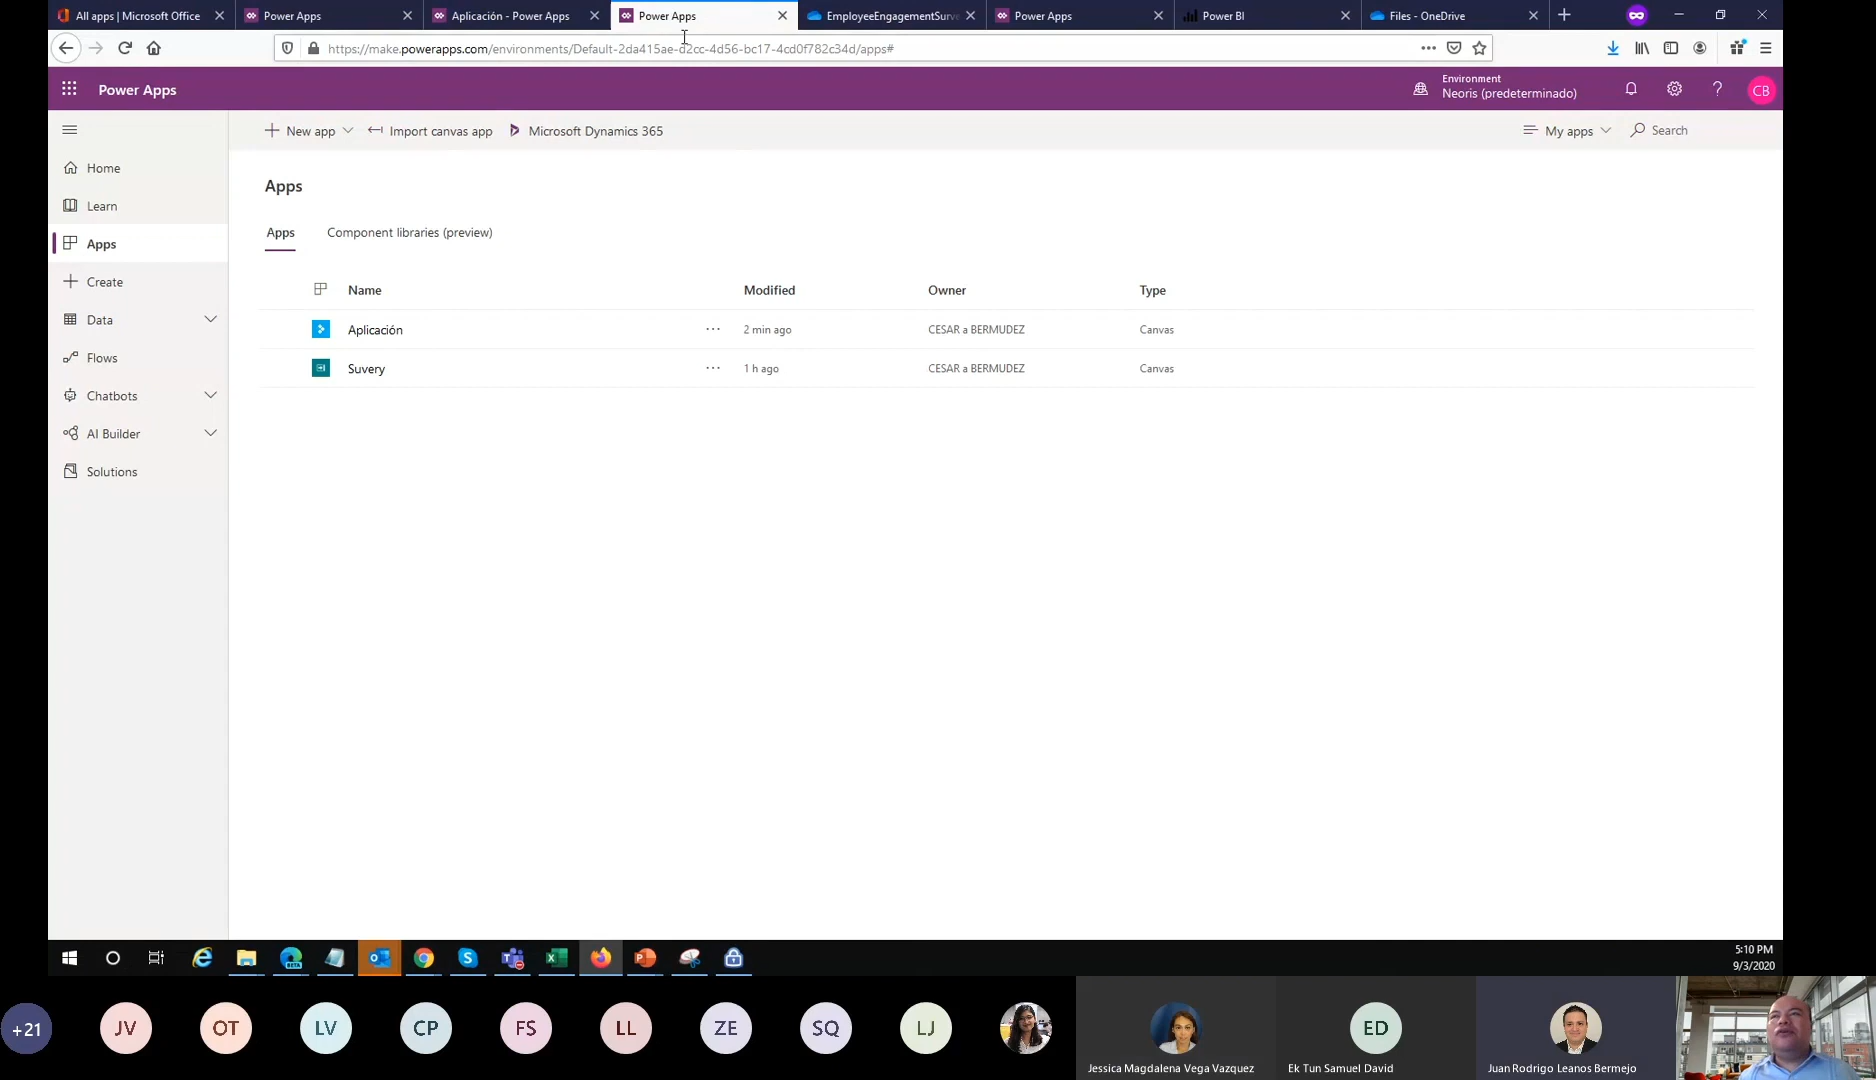 All apps | Microsoft Office
Power Apps
Aplicación - Power Apps
Power Apps
EmployeeEngagementSurve
Power Apps
Power BI
Files - OneDrive
https://make.powerapps.com/environments/Default-2da415ae-d2cc-4d56-bc17-4cd0f782c34d/apps#
Power Apps
Environment
Neoris (predeterminado)
?
CB
New app
Import canvas app
Microsoft Dynamics 365
My apps
Search
Home
Learn
Apps
Create
Data
Flows
Chatbots
AI Builder
Solutions
Apps
Apps
Component libraries (preview)
Name
Modified
Owner
Type
Aplicación
2 min ago
CESAR a BERMUDEZ
Canvas
Suvery
1 h ago
CESAR a BERMUDEZ
Canvas
5:10 PM
9/3/2020
+21
JV
OT
LV
CP
FS
LL
ZE
SQ
LJ
ED
Jessica Magdalena Vega Vazquez
Ek Tun Samuel David
Juan Rodrigo Leanos Bermejo